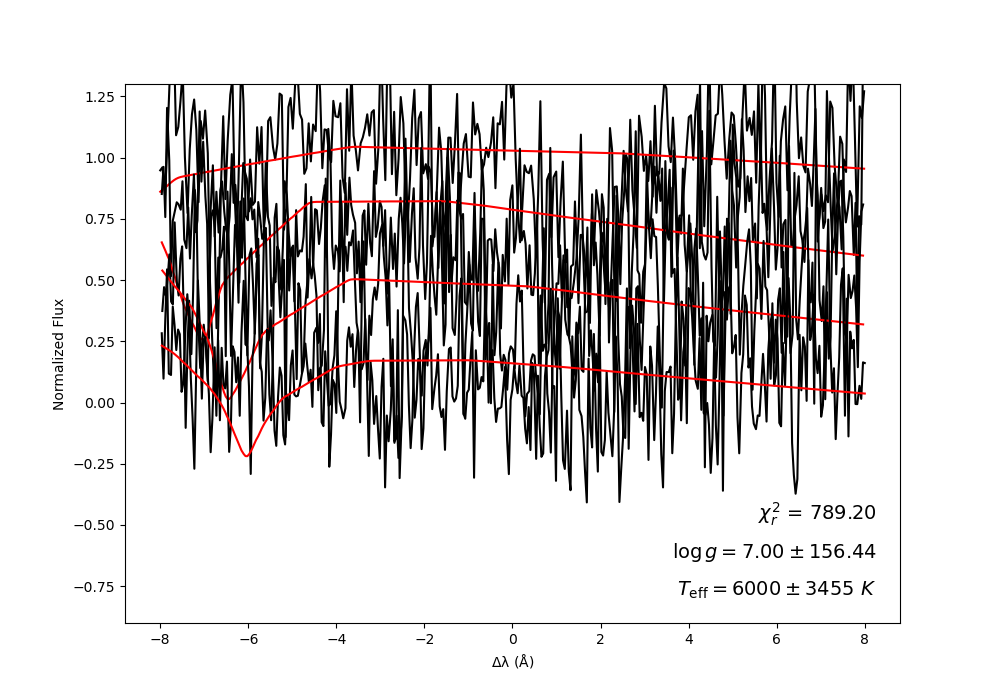 1.25
1.00
0.75
0.50
0.25
0.00
−0.25
−0.50
−0.75
Normalized Flux
χ²ᵣ = 789.20
log g = 7.00 ± 156.44
T_eff = 6000 ± 3455 K
−8 −6 −4 −2 0 2 4 6 8
Δλ (Å)